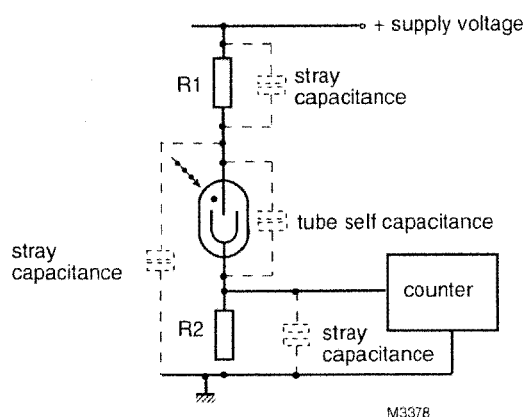 + supply voltage
R1
stray
capacitance
tube self capacitance
stray
capacitance
counter
R2
stray
capacitance
M3378